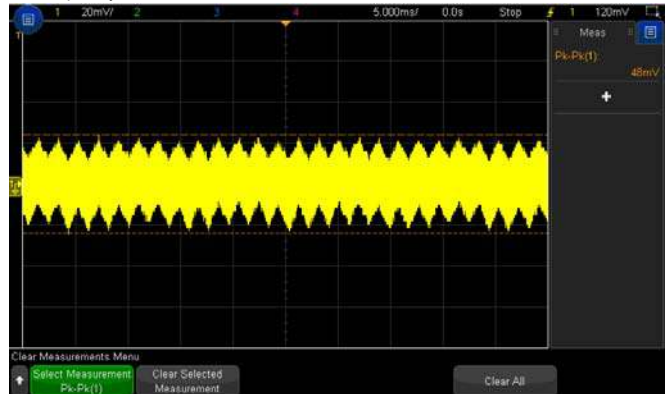 1 20mV/ 2 3 4 5.000ms/ 0.0s Stop 1 120mV
Meas
Pk-Pk(1):
48mV
Clear Measurements Menu
Select Measurement Clear Selected Clear All
Pk-Pk(1) Measurement